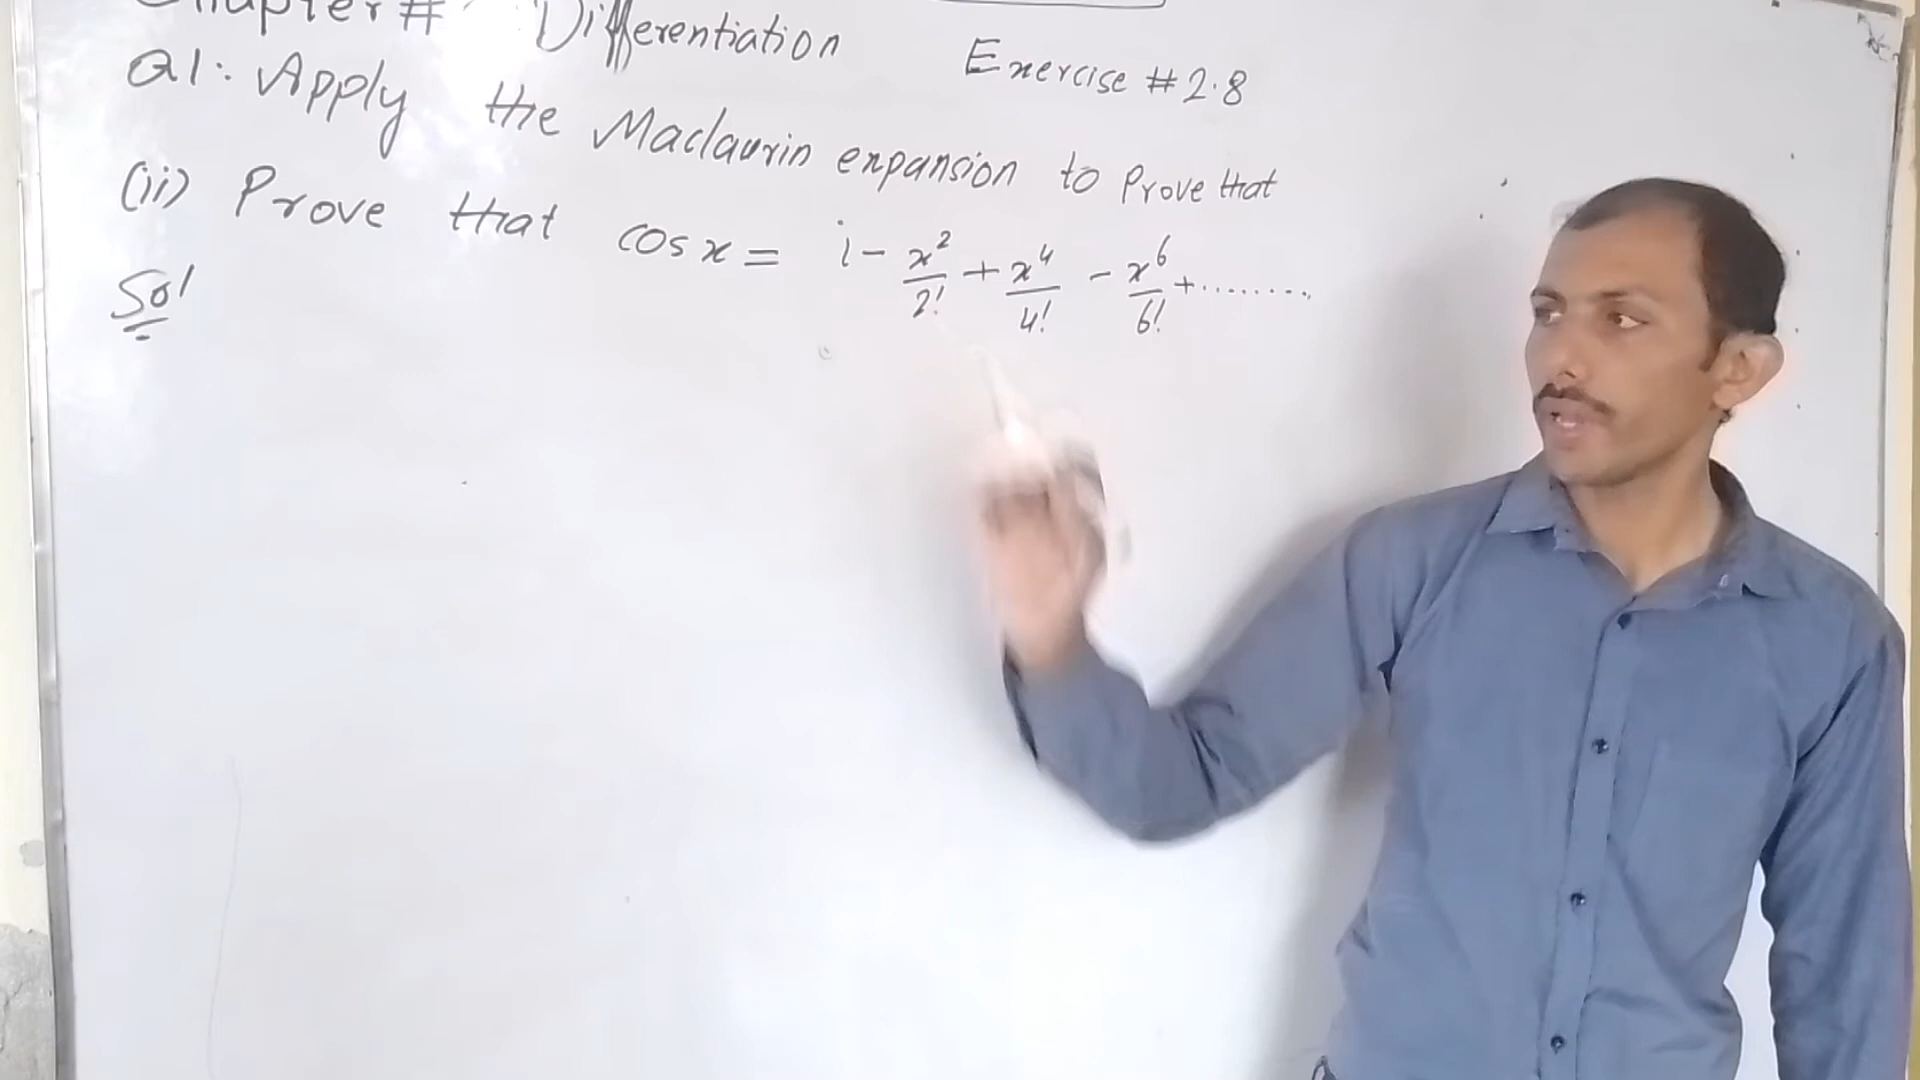 Chapter # Differentiation Exercise #2.8
Q1: Apply the Maclaurin expansion to Prove that
(ii) Prove that cos x = 1 - x²/2! + x⁴/4! - x⁶/6! + ........
Sol